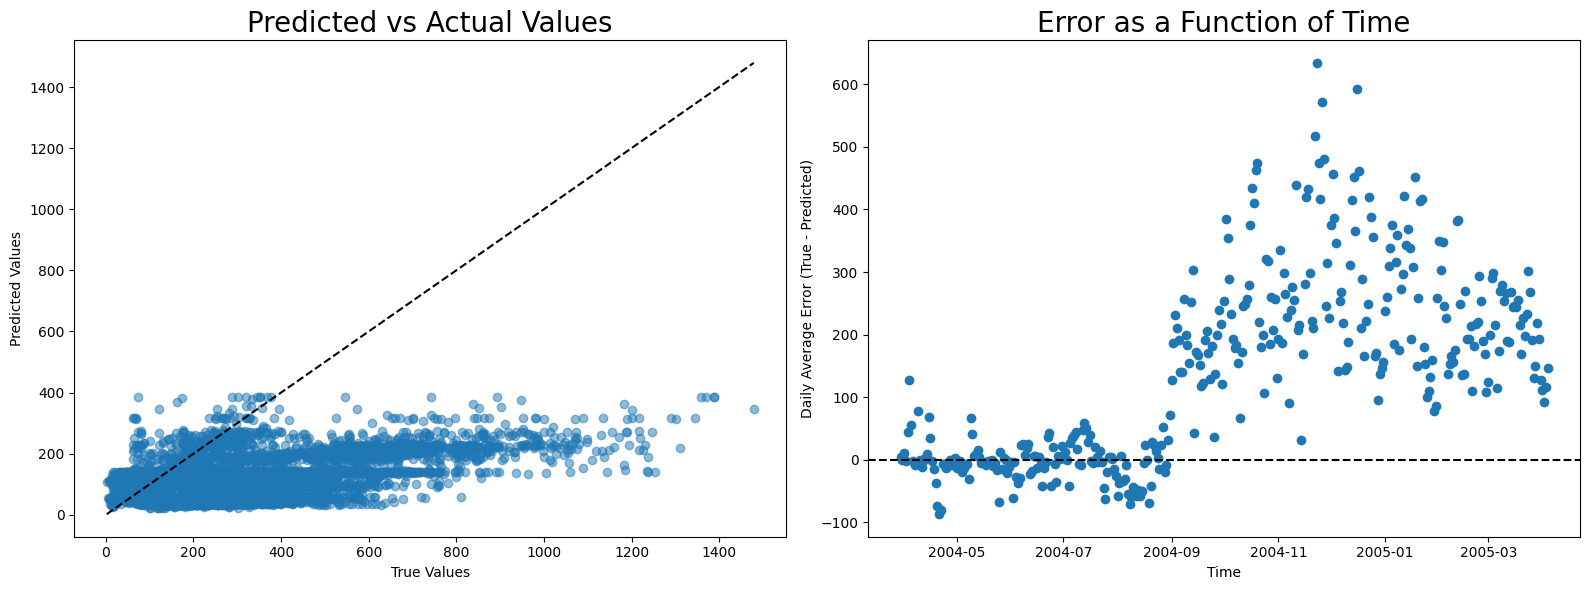 Predicted vs Actual Values
Predicted Values
1400
1200
1000
800
600
400
200
0
0 200 400 600 800 1000 1200 1400
True Values
Error as a Function of Time
Daily Average Error (True - Predicted)
600
500
400
300
200
100
0
−100
2004-05 2004-07 2004-09 2004-11 2005-01 2005-03
Time